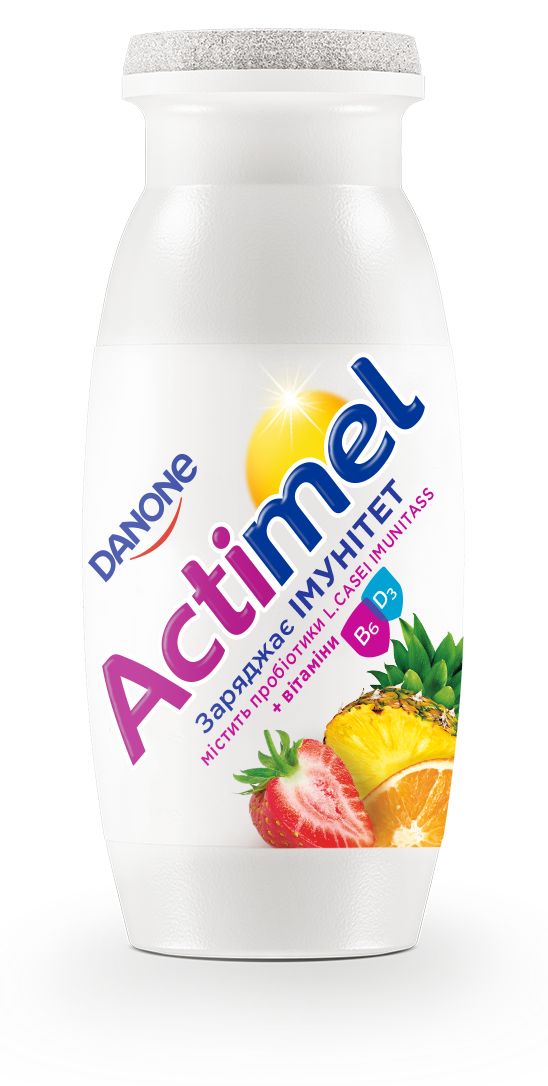 DANONE
Actimel
Заряджає ІМУНІТЕТ
містить пробіотики L.CASEI IMUNITASS
+ вітаміни B6 D3